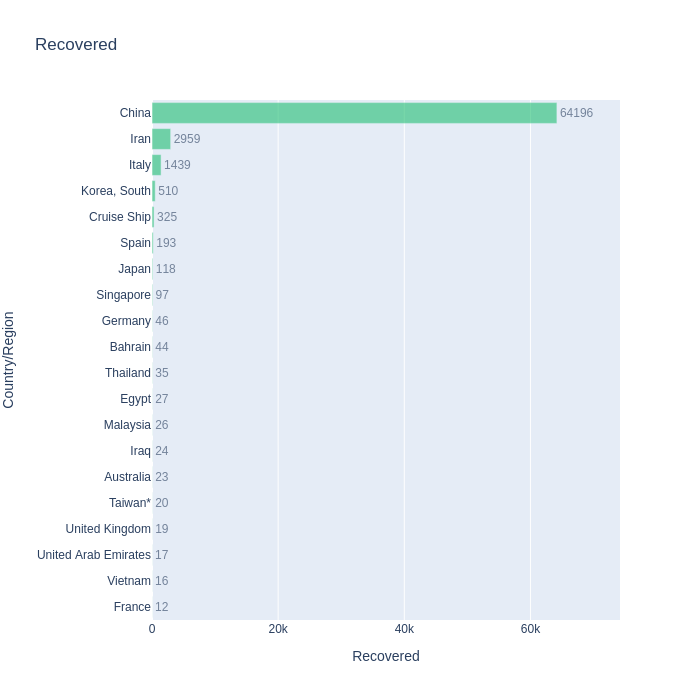 Recovered
China 64196
Iran 2959
Italy 1439
Korea, South 510
Cruise Ship 325
Spain 193
Japan 118
Singapore 97
Germany 46
Bahrain 44
Thailand 35
Egypt 27
Malaysia 26
Iraq 24
Australia 23
Taiwan* 20
United Kingdom 19
United Arab Emirates 17
Vietnam 16
France 12
0 20k 40k 60k
Recovered
Country/Region